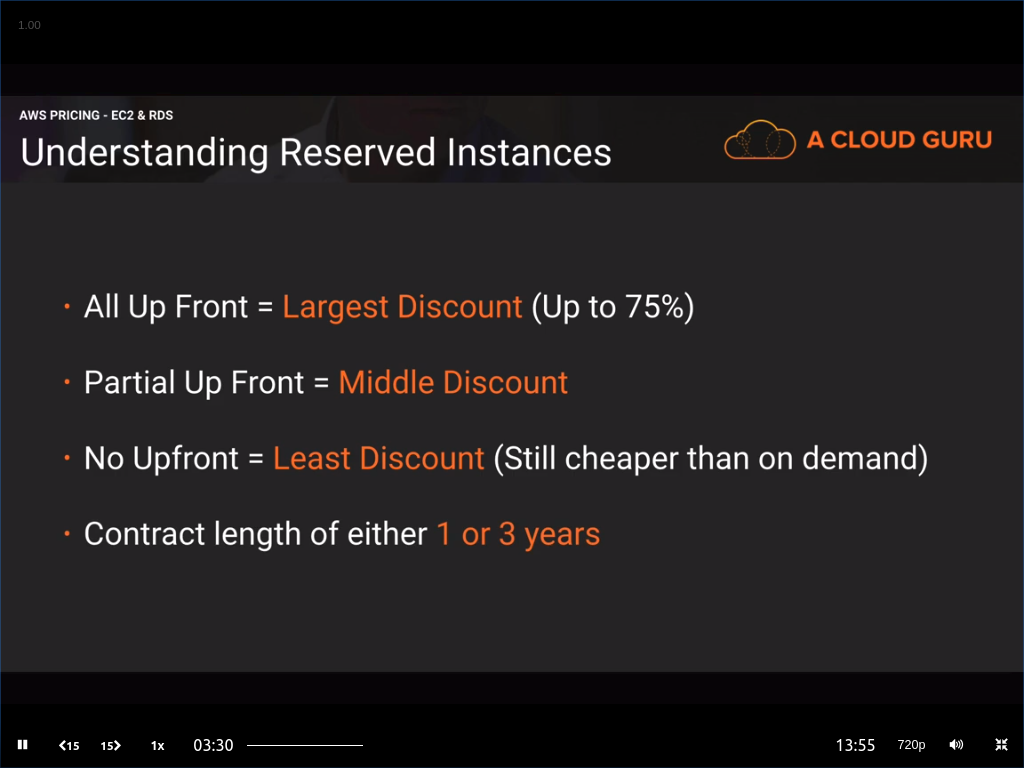 1.00
AWS PRICING - EC2 & RDS
Understanding Reserved Instances
A CLOUD GURU
· All Up Front = Largest Discount (Up to 75%)
· Partial Up Front = Middle Discount
· No Upfront = Least Discount (Still cheaper than on demand)
· Contract length of either 1 or 3 years
15 15 1x 03:30 13:55 720p